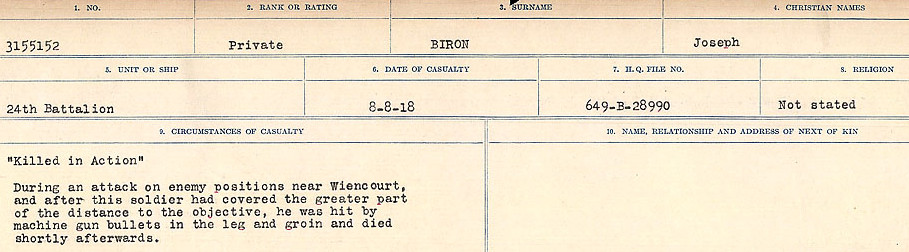 1. NO. 2. RANK OR RATING 3. SURNAME 4. CHRISTIAN NAMES
3155152 Private BIRON Joseph
5. UNIT OR SHIP 6. DATE OF CASUALTY 7. H.Q. FILE NO. 8. RELIGION
24th Battalion 8-8-18 649-B-28990 Not stated
9. CIRCUMSTANCES OF CASUALTY 10. NAME, RELATIONSHIP AND ADDRESS OF NEXT OF KIN
"Killed in Action"
During an attack on enemy positions near Wiencourt,
and after this soldier had covered the greater part
of the distance to the objective, he was hit by
machine gun bullets in the leg and groin and died
shortly afterwards.